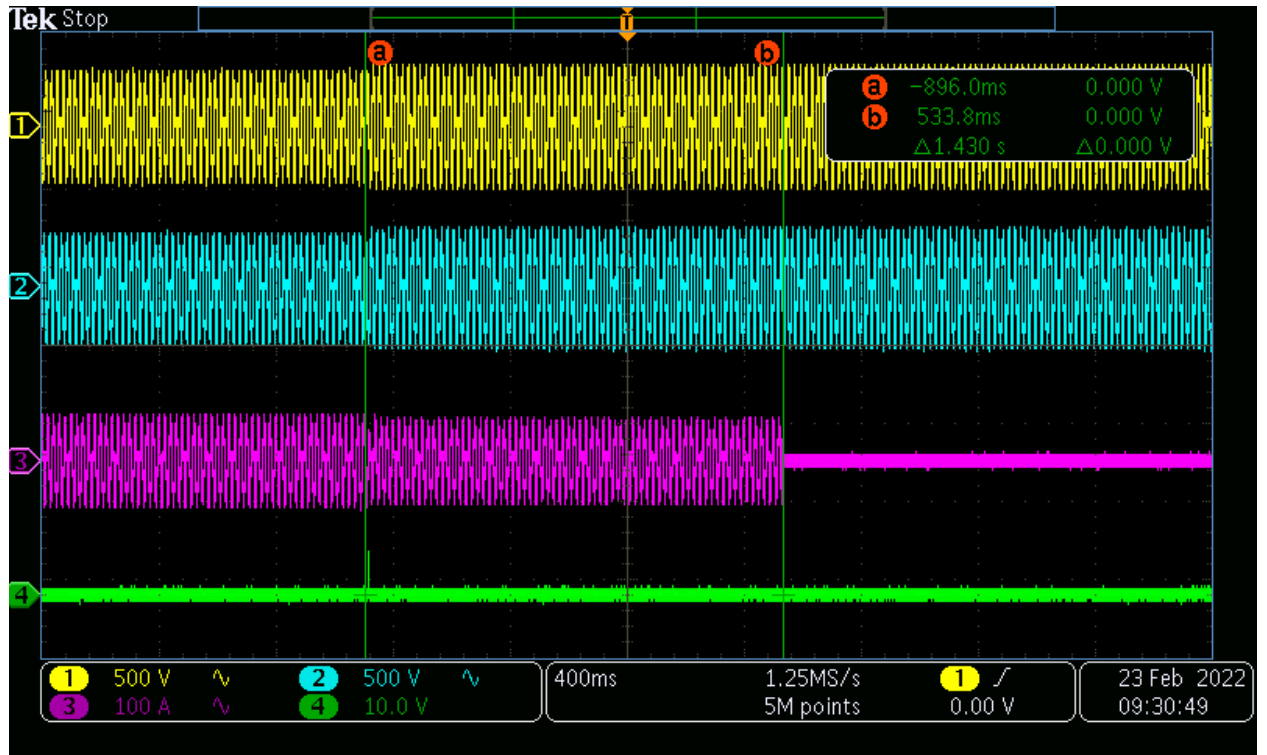 Tek Stop
T
a b
a -896.0ms 0.000 V
b 533.8ms 0.000 V
△1.430 s △0.000 V
1
2
3
4
1 500 V 2 500 V 400ms 1.25MS/s 1 23 Feb 2022
3 100 A 4 10.0 V 5M points 0.00 V 09:30:49